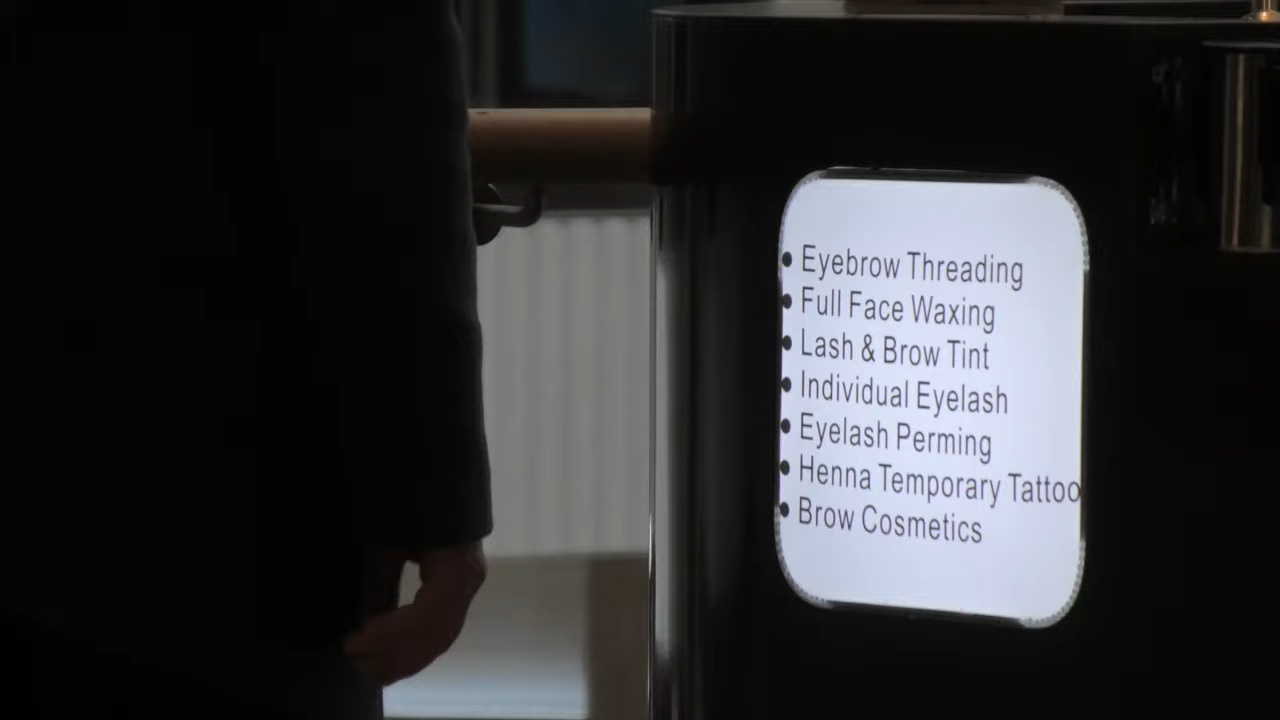 • Eyebrow Threading
• Full Face Waxing
• Lash & Brow Tint
• Individual Eyelash
• Eyelash Perming
• Henna Temporary Tattoo
• Brow Cosmetics